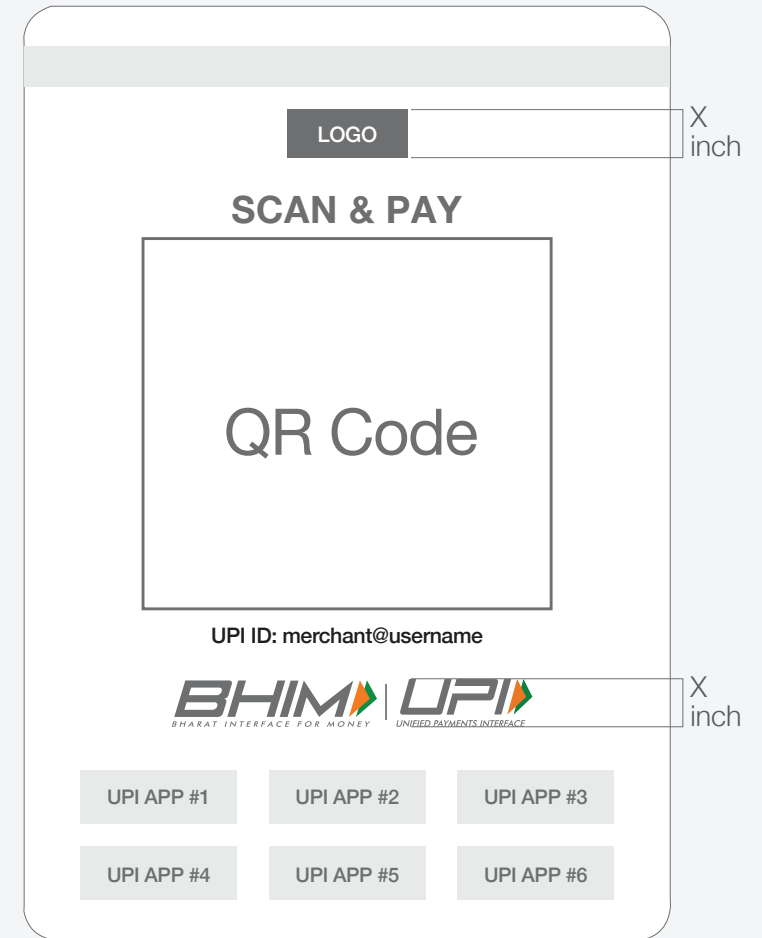 LOGO
X
inch
SCAN & PAY
QR Code
UPI ID: merchant@username
BHIM | UPI
BHARAT INTERFACE FOR MONEY UNIFIED PAYMENTS INTERFACE
X
inch
UPI APP #1 UPI APP #2 UPI APP #3
UPI APP #4 UPI APP #5 UPI APP #6